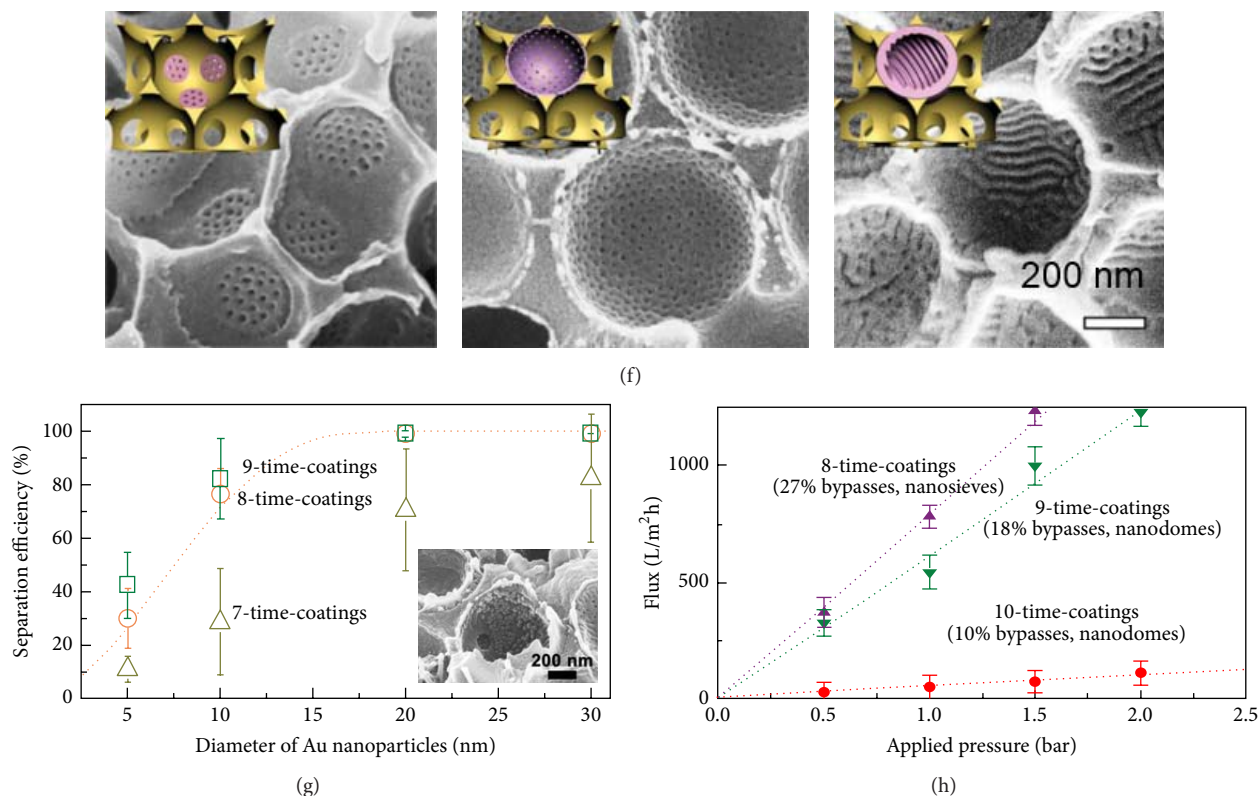 200 nm
(f)
Separation efficiency (%)
100
80
60
40
20
0
9-time-coatings
8-time-coatings
7-time-coatings
200 nm
5
10
15
20
25
30
Diameter of Au nanoparticles (nm)
(g)
Flux (L/m²h)
1000
500
0
8-time-coatings
(27% bypasses, nanosieves)
9-time-coatings
(18% bypasses, nanodomes)
10-time-coatings
(10% bypasses, nanodomes)
0.0
0.5
1.0
1.5
2.0
2.5
Applied pressure (bar)
(h)